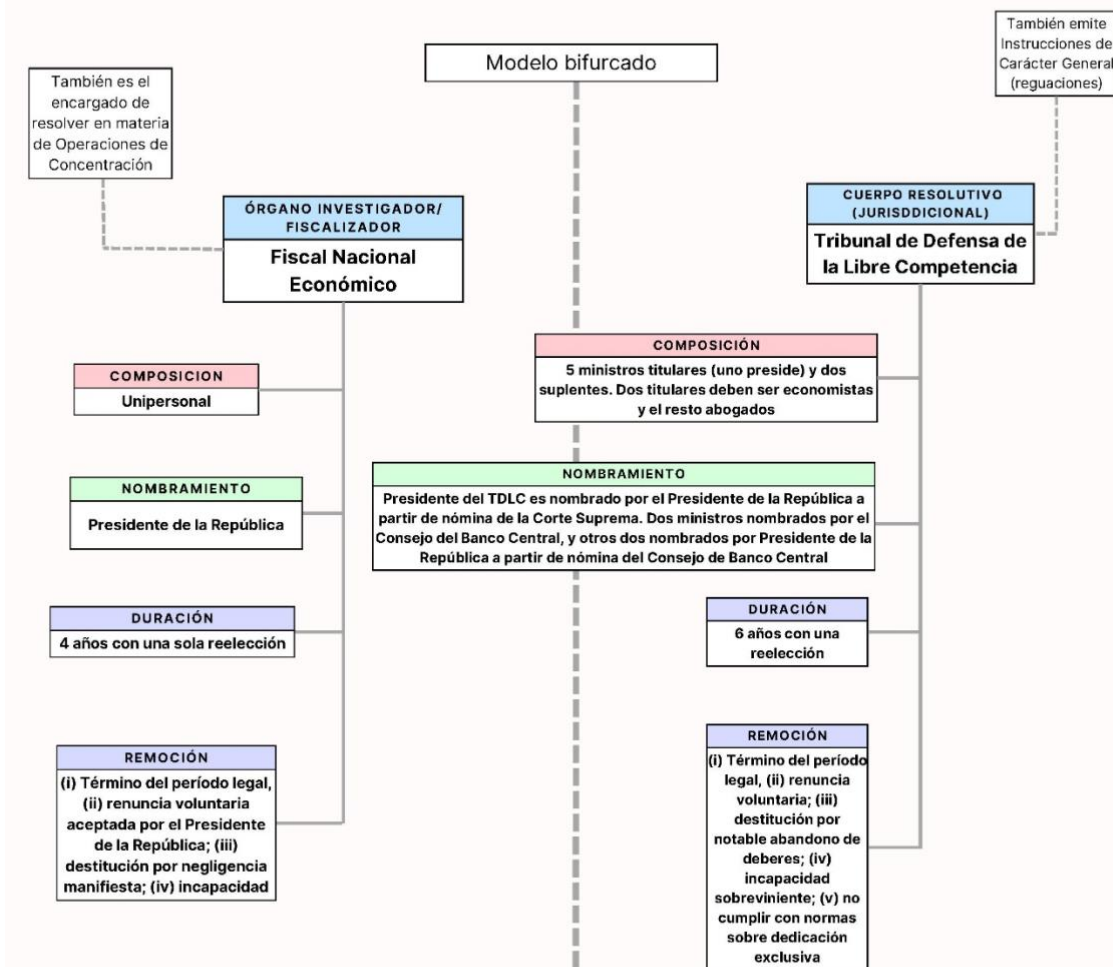 Modelo bifurcado
También es el
encargado de
resolver en materia
de Operaciones de
Concentración
ÓRGANO INVESTIGADOR/
FISCALIZADOR
Fiscal Nacional
Económico
COMPOSICION
Unipersonal
NOMBRAMIENTO
Presidente de la República
DURACIÓN
4 años con una sola reelección
REMOCIÓN
(i) Término del período legal,
(ii) renuncia voluntaria
aceptada por el Presidente
de la República; (iii)
destitución por negligencia
manifiesta; (iv) incapacidad
También emite
Instrucciones de
Carácter General
(reguaciones)
CUERPO RESOLUTIVO
(JURISDDICIONAL)
Tribunal de Defensa de
la Libre Competencia
COMPOSICIÓN
5 ministros titulares (uno preside) y dos
suplentes. Dos titulares deben ser economistas
y el resto abogados
NOMBRAMIENTO
Presidente del TDLC es nombrado por el Presidente de la República a
partir de nómina de la Corte Suprema. Dos ministros nombrados por el
Consejo del Banco Central, y otros dos nombrados por Presidente de la
República a partir de nómina del Consejo de Banco Central
DURACIÓN
6 años con una
reelección
REMOCIÓN
(i) Término del período
legal, (ii) renuncia
voluntaria; (iii)
destitución por
notable abandono de
deberes; (iv)
incapacidad
sobreviniente; (v) no
cumplir con normas
sobre dedicación
exclusiva